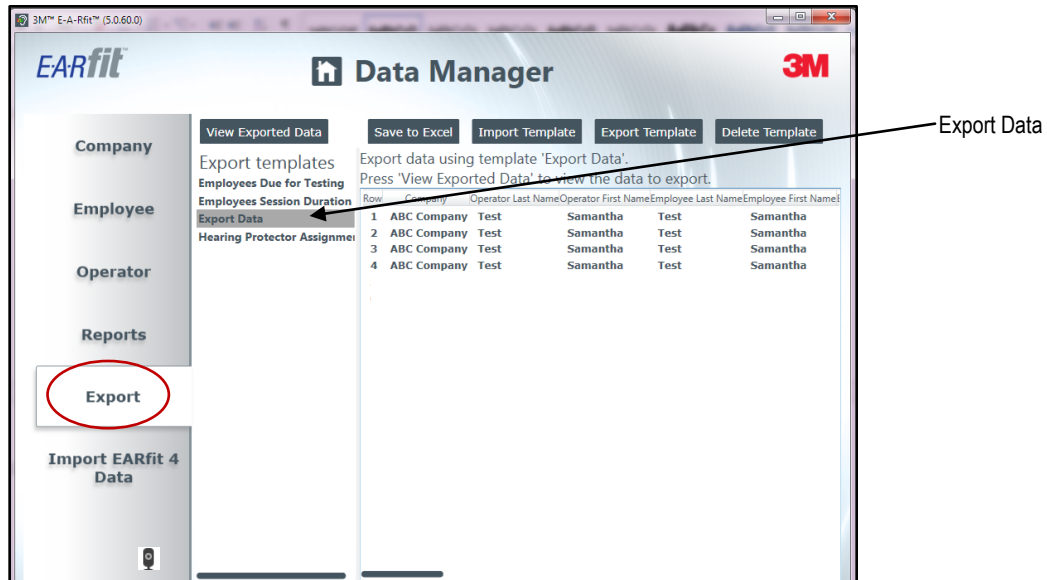 3M™ E-A-Rfit™ (5.0.60.0)
E·A·Rfit™
Data Manager
3M
Company
Employee
Operator
Reports
Export
Import EARfit 4
Data
View Exported Data
Save to Excel
Import Template
Export Template
Delete Template
Export templates
Employees Due for Testing
Employees Session Duration
Export Data
Hearing Protector Assignme
Export data using template 'Export Data'.
Press 'View Exported Data' to view the data to export.
Row Company Operator Last Name Operator First Name Employee Last Name Employee First Name E
1 ABC Company Test Samantha Test Samantha
2 ABC Company Test Samantha Test Samantha
3 ABC Company Test Samantha Test Samantha
4 ABC Company Test Samantha Test Samantha
Export Data